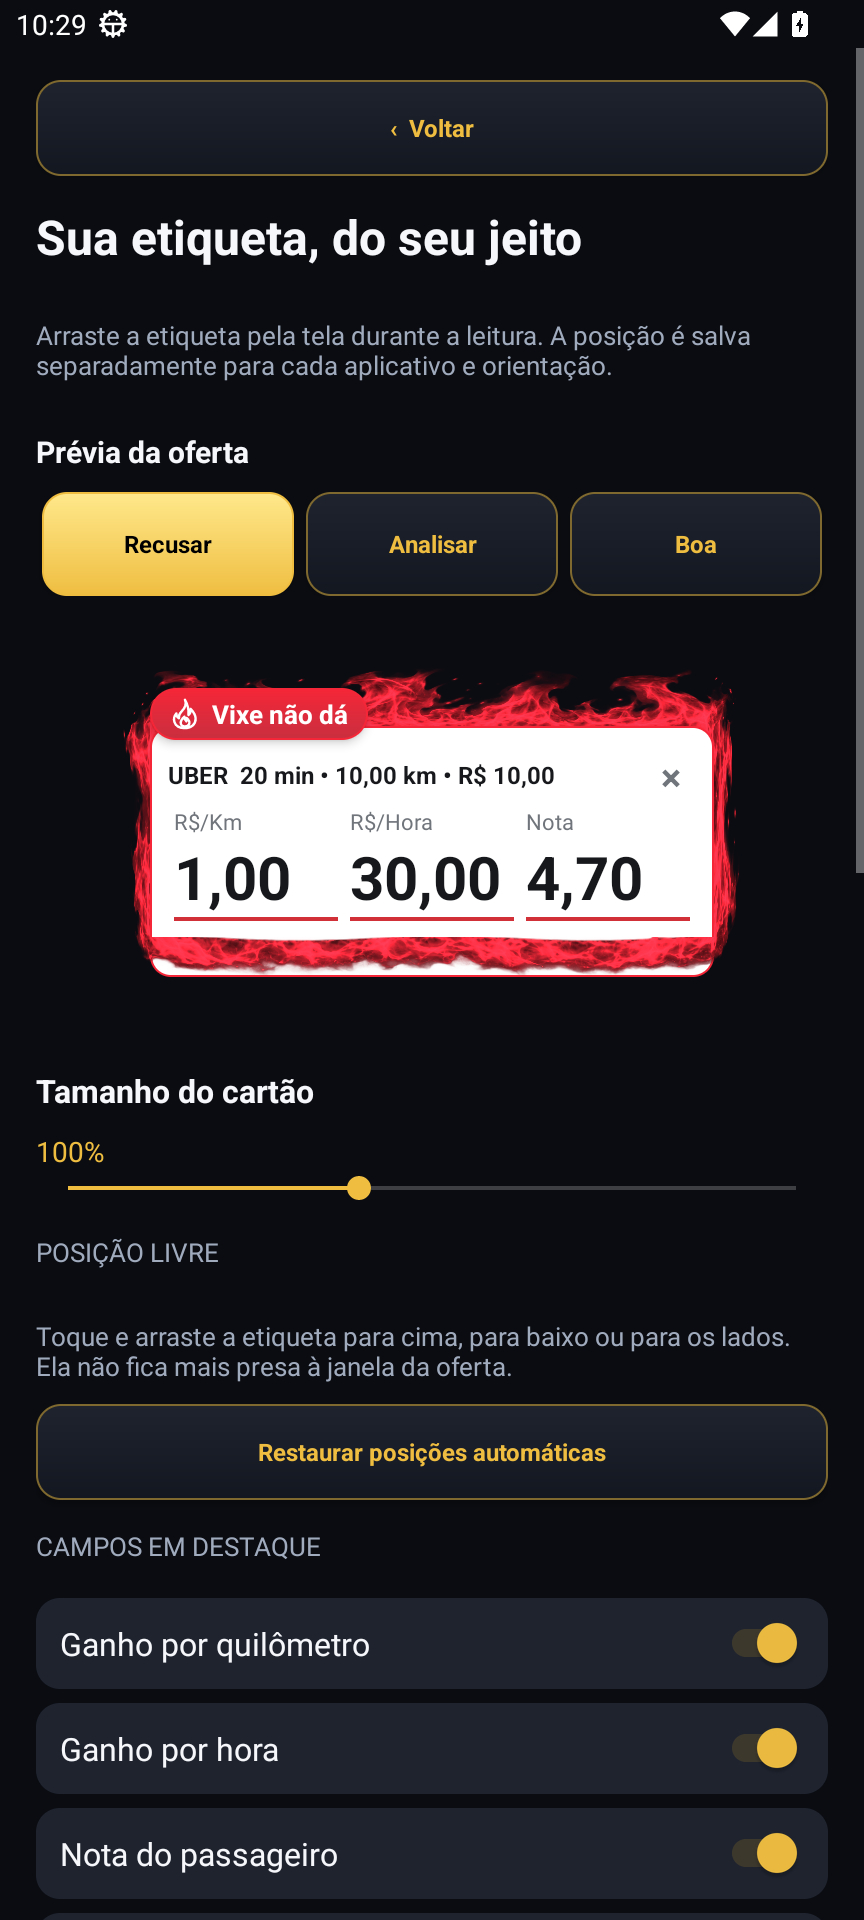 10:29
‹ Voltar
Sua etiqueta, do seu jeito
Arraste a etiqueta pela tela durante a leitura. A posição é salva
separadamente para cada aplicativo e orientação.
Prévia da oferta
Recusar
Analisar
Boa
Vixe não dá
UBER 20 min • 10,00 km • R$ 10,00
×
R$/Km
R$/Hora
Nota
1,00
30,00
4,70
Tamanho do cartão
100%
POSIÇÃO LIVRE
Toque e arraste a etiqueta para cima, para baixo ou para os lados.
Ela não fica mais presa à janela da oferta.
Restaurar posições automáticas
CAMPOS EM DESTAQUE
Ganho por quilômetro
Ganho por hora
Nota do passageiro